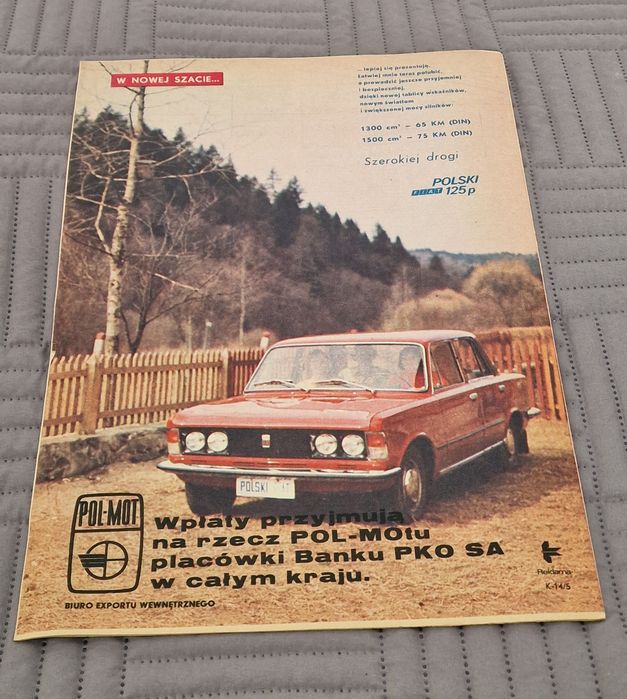 W NOWEJ SZACIE...
– lepiej się prezentuję.
Łatwiej mnie teraz polubić,
a prowadzić jeszcze przyjemniej
i bezpieczniej,
dzięki nowej tablicy wskaźników,
nowym światłom
i zwiększonej mocy silników:
1300 cm³ – 65 KM (DIN)
1500 cm³ – 75 KM (DIN)
Szerokiej drogi
POLSKI
FIAT 125p
POLSKI
POL-MOT
Wpłaty przyjmują
na rzecz POL-MOtu
placówki Banku PKO SA
w całym kraju.
BIURO EXPORTU WEWNĘTRZNEGO
Reklama
K-14/5